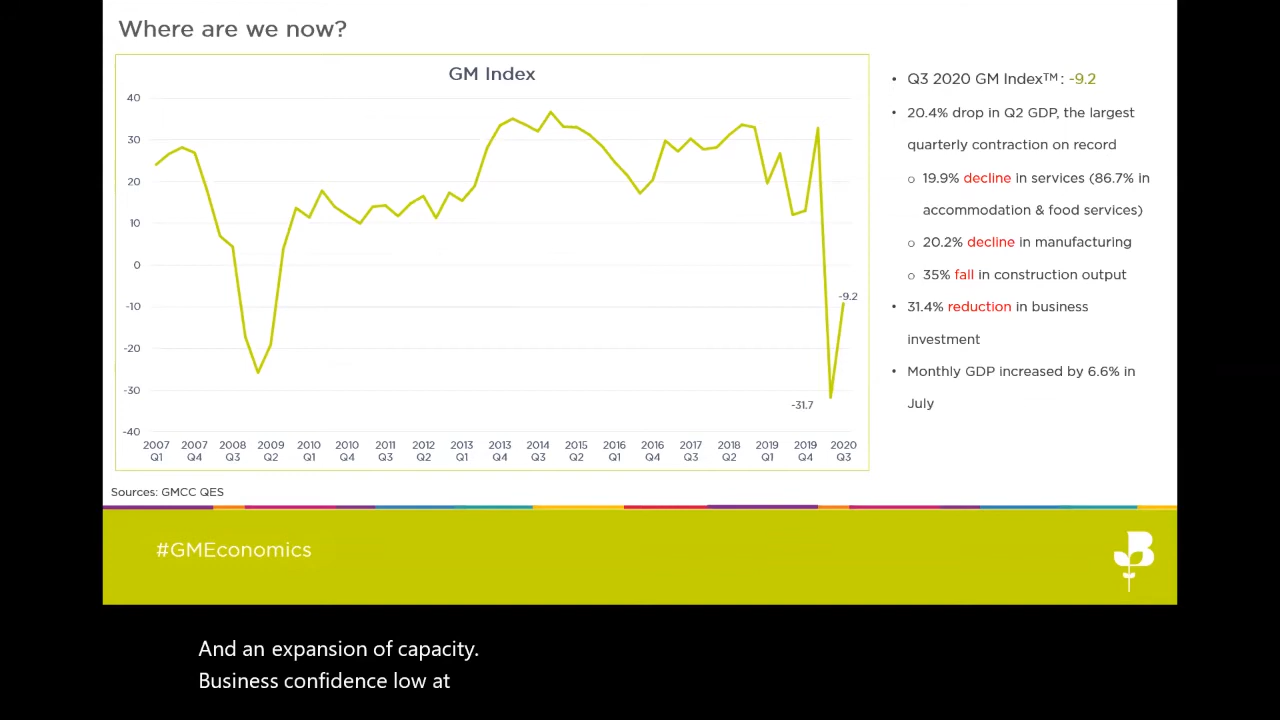 Where are we now?
GM Index
40
30
20
10
0
-10
-20
-30
-40
-9.2
-31.7
2007 2007 2008 2009 2010 2010 2011 2012 2013 2013 2014 2015 2016 2016 2017 2018 2019 2019 2020
Q1 Q4 Q3 Q2 Q1 Q4 Q3 Q2 Q1 Q4 Q3 Q2 Q1 Q4 Q3 Q2 Q1 Q4 Q3
Sources: GMCC QES
• Q3 2020 GM Index™: -9.2
• 20.4% drop in Q2 GDP, the largest
quarterly contraction on record
o 19.9% decline in services (86.7% in
accommodation & food services)
o 20.2% decline in manufacturing
o 35% fall in construction output
• 31.4% reduction in business
investment
• Monthly GDP increased by 6.6% in
July
#GMEconomics
And an expansion of capacity.
Business confidence low at